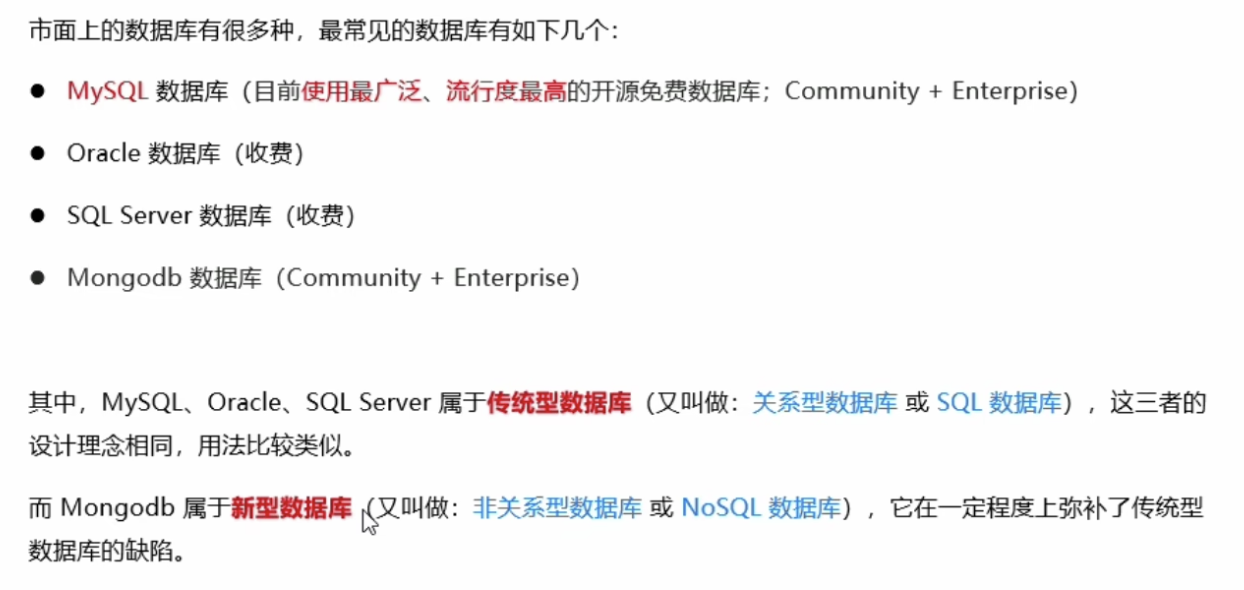 市面上的数据库有很多种，最常见的数据库有如下几个：
● MySQL 数据库（目前使用最广泛、流行度最高的开源免费数据库；Community + Enterprise）
● Oracle 数据库（收费）
● SQL Server 数据库（收费）
● Mongodb 数据库（Community + Enterprise）
其中，MySQL、Oracle、SQL Server 属于传统型数据库（又叫做：关系型数据库 或 SQL 数据库），这三者的
设计理念相同，用法比较类似。
而 Mongodb 属于新型数据库（又叫做：非关系型数据库 或 NoSQL 数据库），它在一定程度上弥补了传统型
数据库的缺陷。